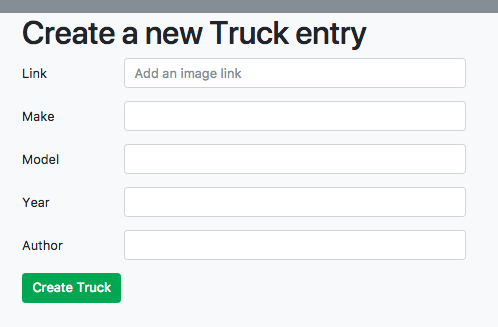 Create a new Truck entry
Link Add an image link
Make
Model
Year
Author
Create Truck